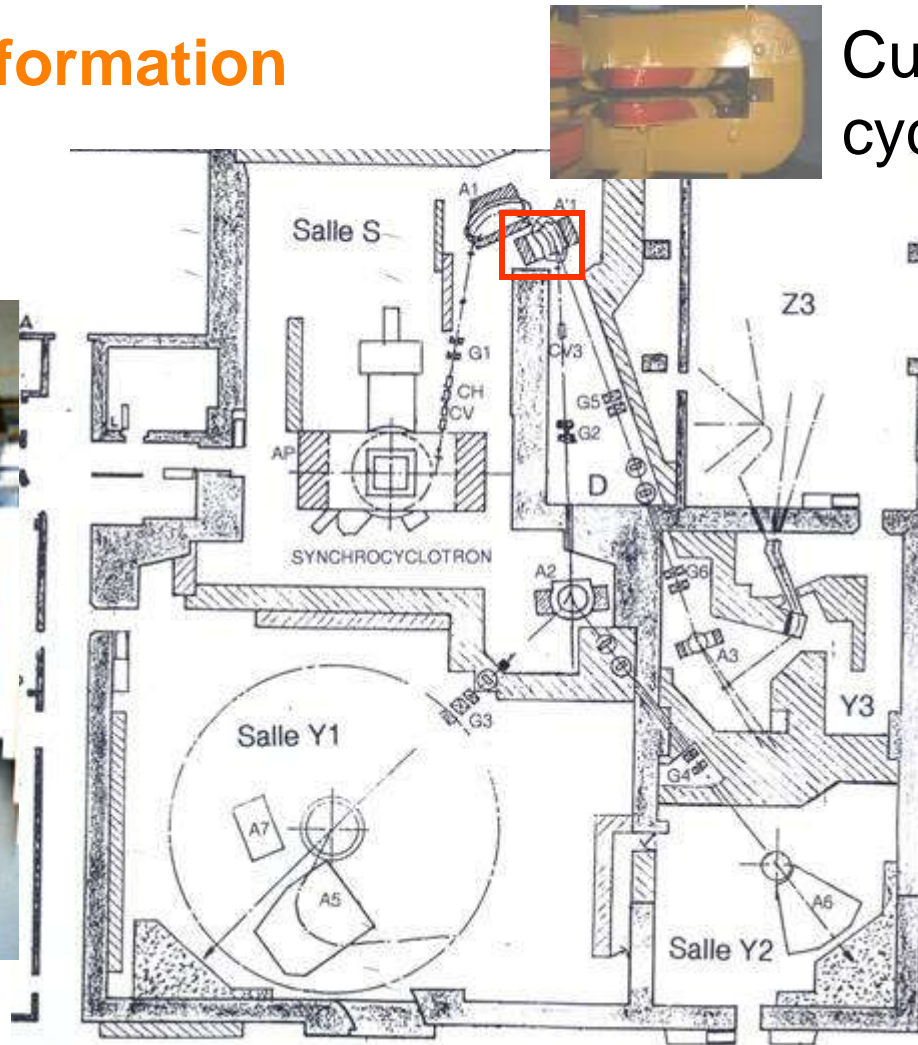 formation
Cu
cyc
A1
A'1
Salle S
Z3
A
G1
CV3
CH
CV
G5
G2
AP
D
L
SYNCHROCYCLOTRON
A2
G6
A3
Y3
G3
Salle Y1
G4
A7
A5
A6
Salle Y2